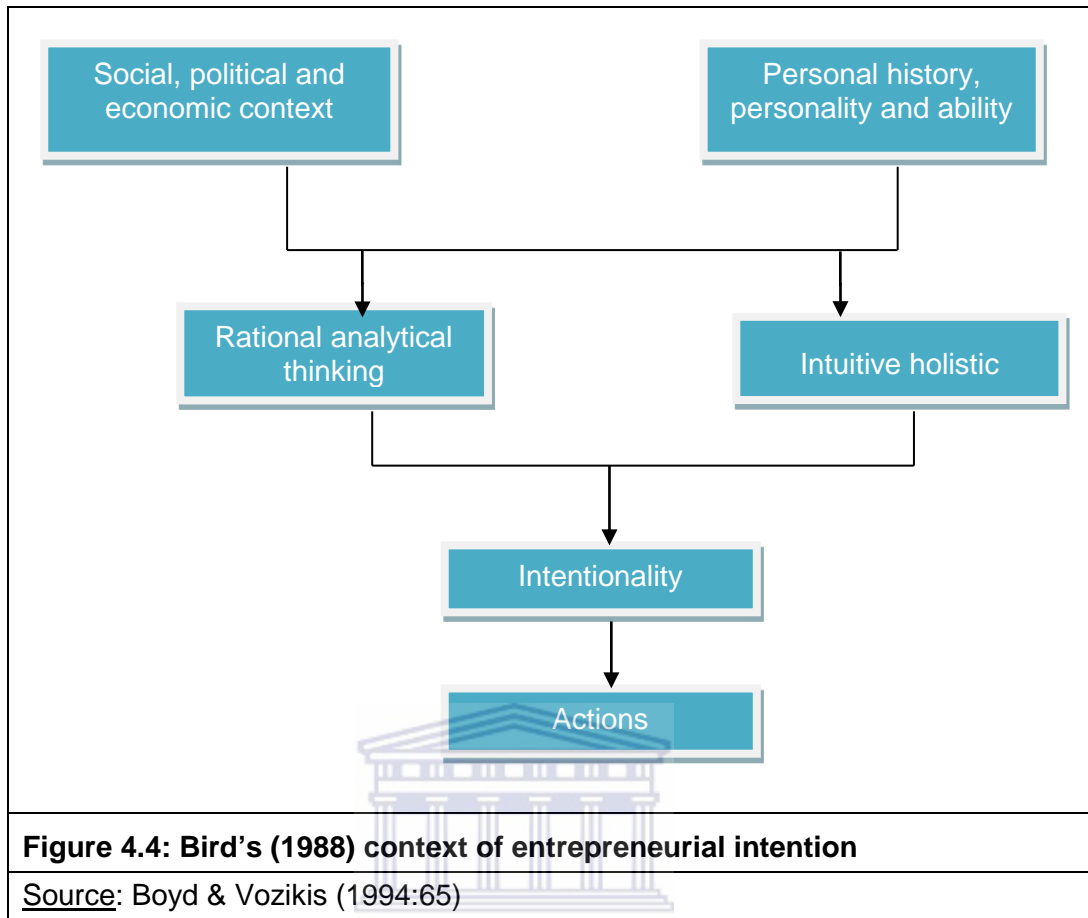 Social, political and
economic context
Personal history,
personality and ability
Rational analytical
thinking
Intuitive holistic
Intentionality
Actions
Figure 4.4: Bird’s (1988) context of entrepreneurial intention
Source: Boyd & Vozikis (1994:65)